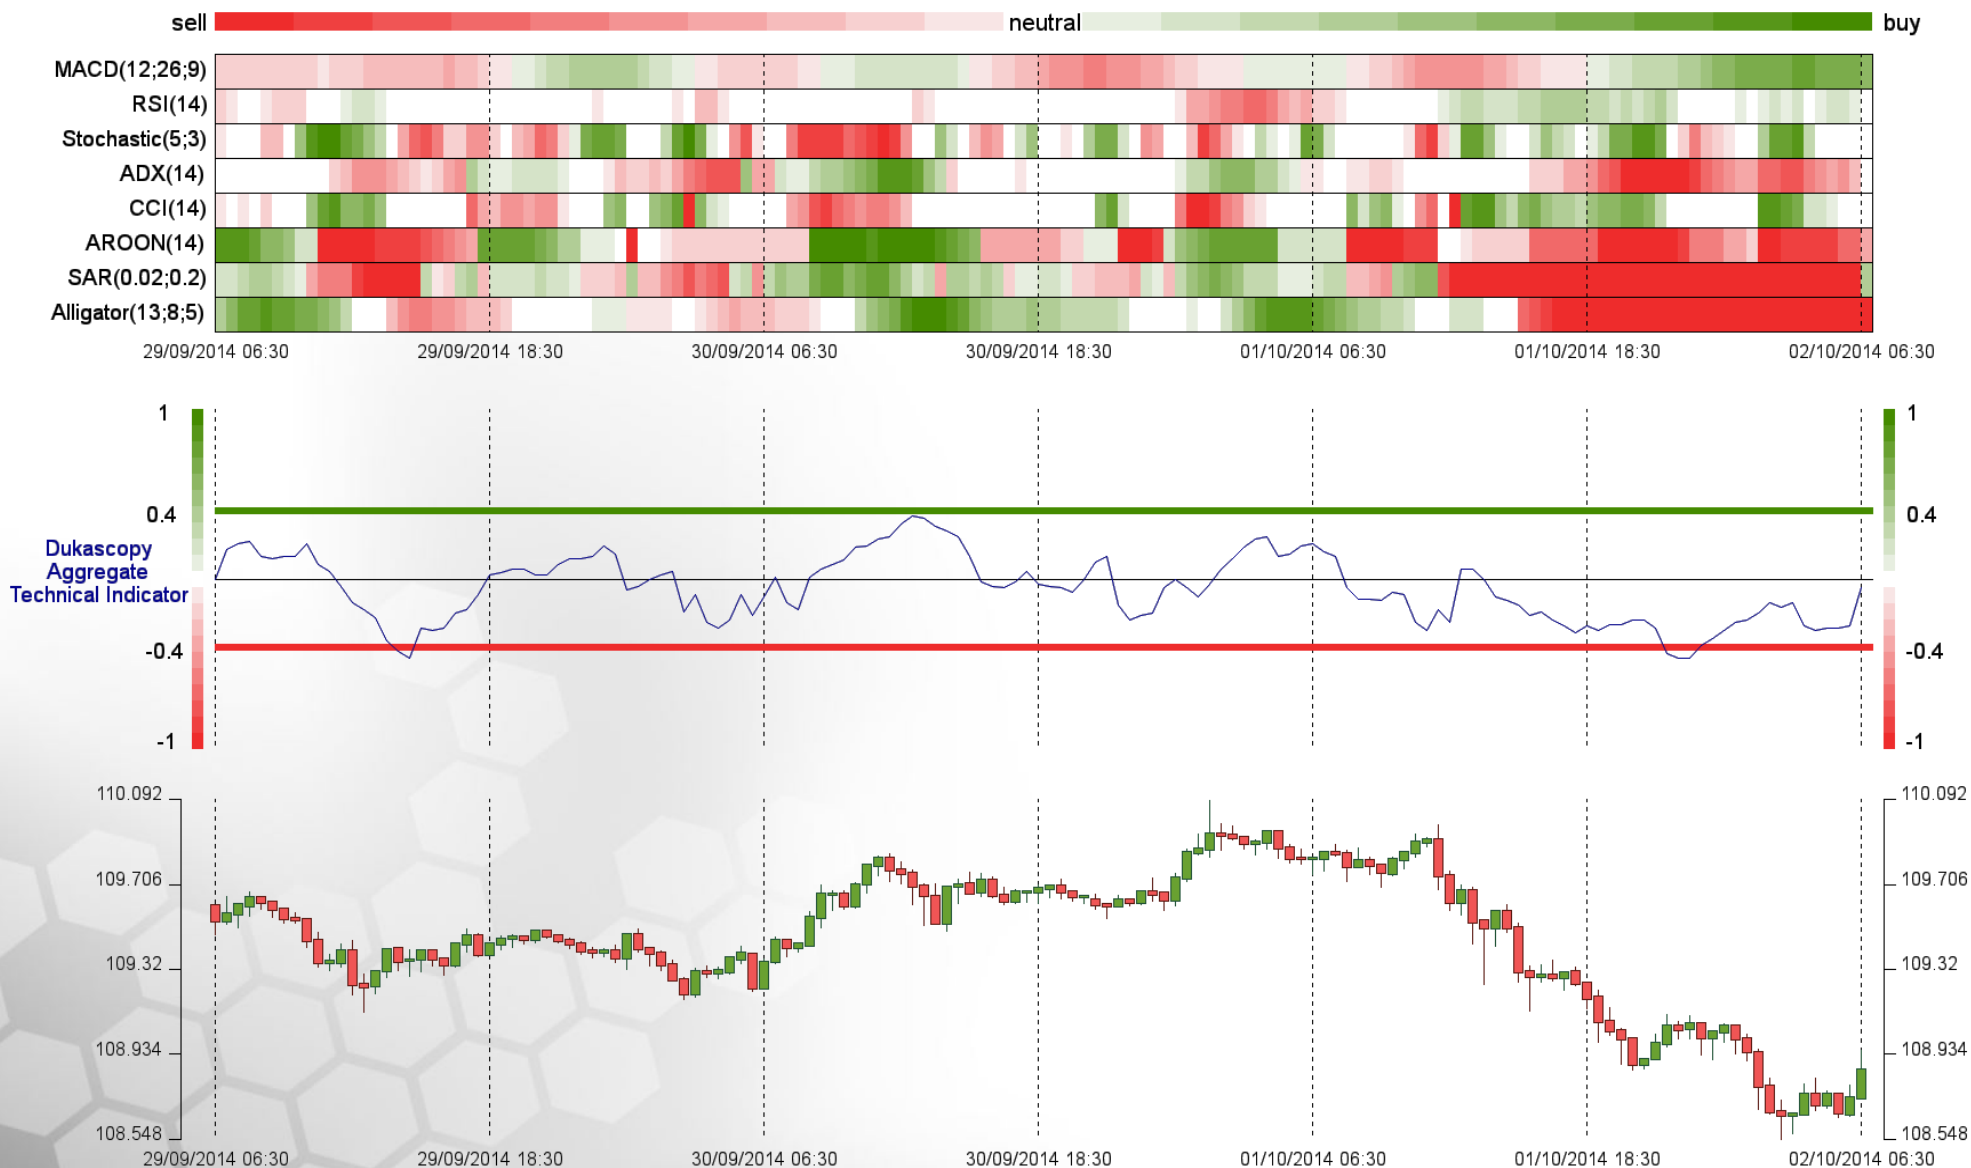 sell neutral buy
MACD(12;26;9)
RSI(14)
Stochastic(5;3)
ADX(14)
CCI(14)
AROON(14)
SAR(0.02;0.2)
Alligator(13;8;5)
29/09/2014 06:30 29/09/2014 18:30 30/09/2014 06:30 30/09/2014 18:30 01/10/2014 06:30 01/10/2014 18:30 02/10/2014 06:30
1 1
0.4 0.4
Dukascopy
Aggregate
Technical Indicator
-0.4 -0.4
-1 -1
110.092 110.092
109.706 109.706
109.32 109.32
108.934 108.934
108.548 108.548
29/09/2014 06:30 29/09/2014 18:30 30/09/2014 06:30 30/09/2014 18:30 01/10/2014 06:30 01/10/2014 18:30 02/10/2014 06:30